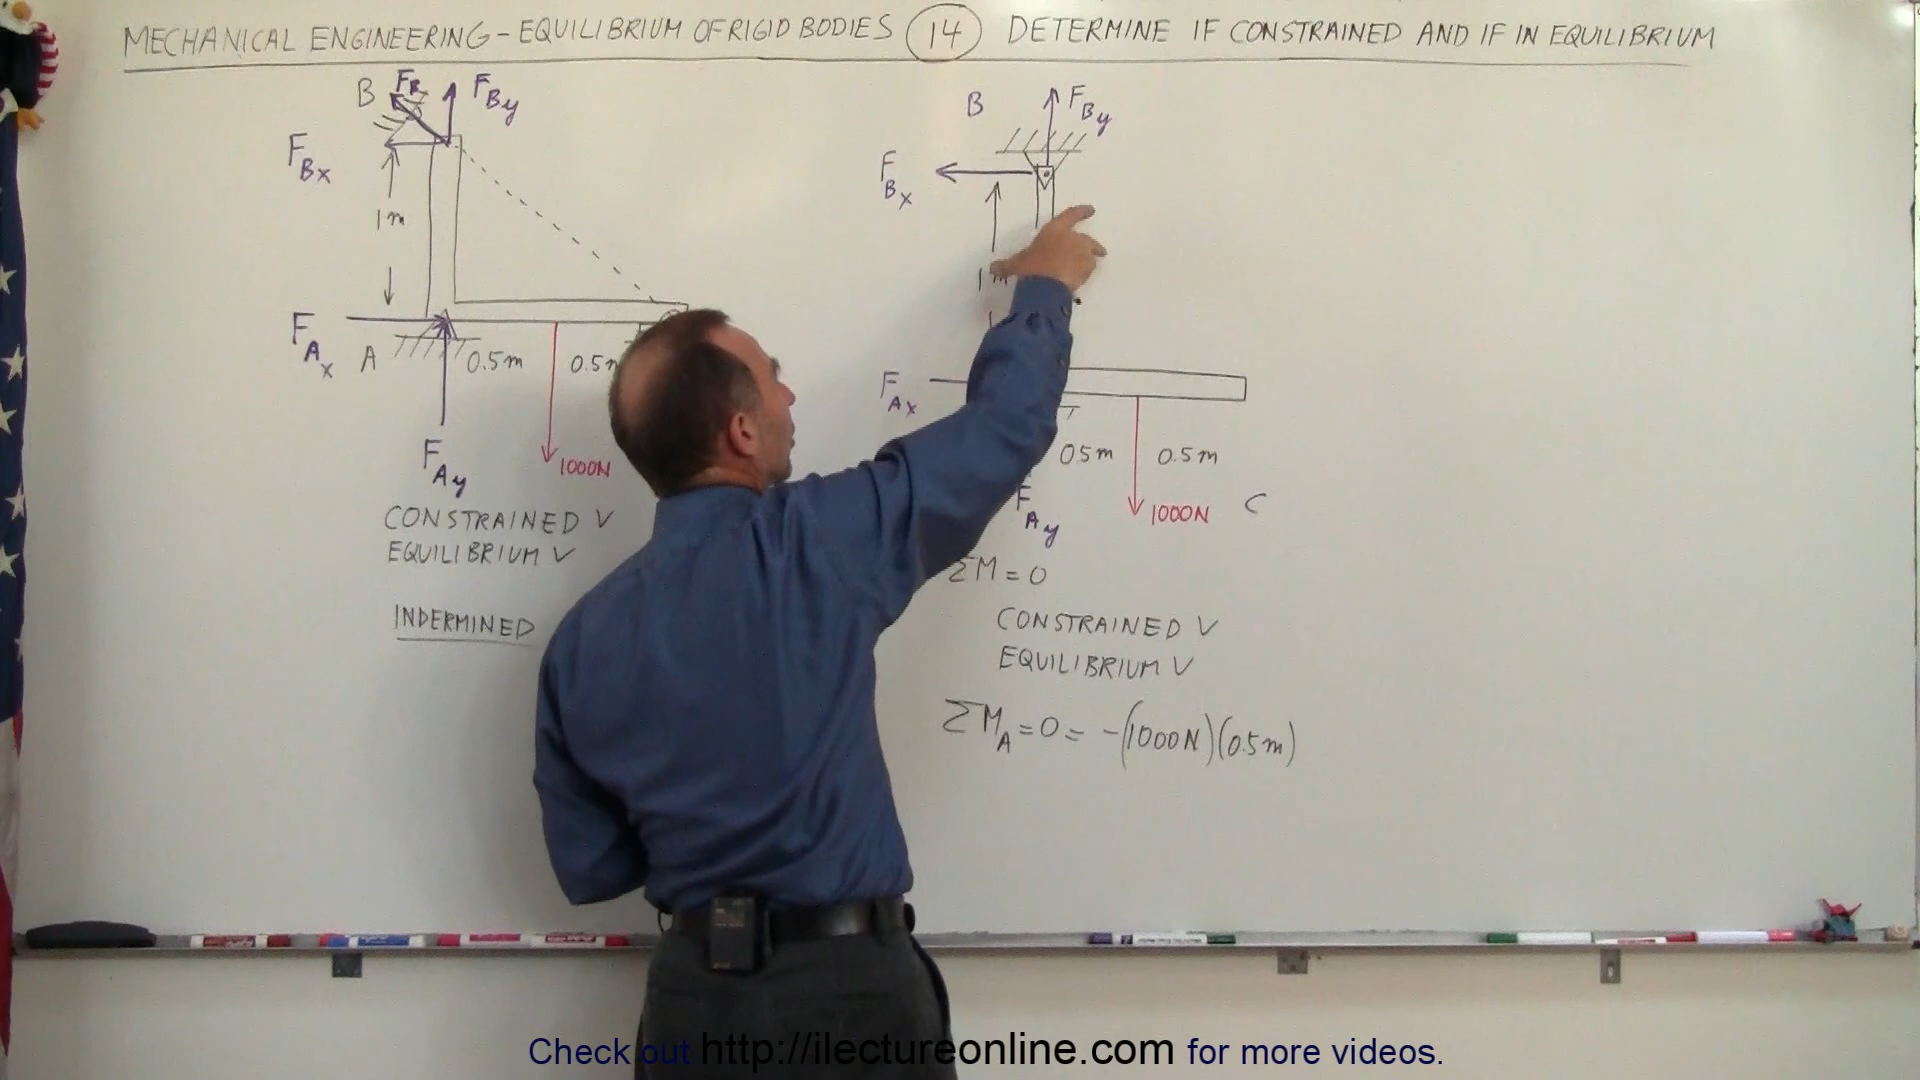 MECHANICAL ENGINEERING - EQUILIBRIUM OF RIGID BODIES 14 DETERMINE IF CONSTRAINED AND IF IN EQUILIBRIUM
B FR FBy
FBx
1m
FAx A 0.5m
FAy
1000N
CONSTRAINED V
EQUILIBRIUM V
INDERMINED
B FBy
FBx
FAx
0.5m 0.5m
FAy
1000N C
ΣM = 0
CONSTRAINED V
EQUILIBRIUM V
ΣMA = 0 = -(1000N)(0.5m)
Check out http://ilectureonline.com for more videos.